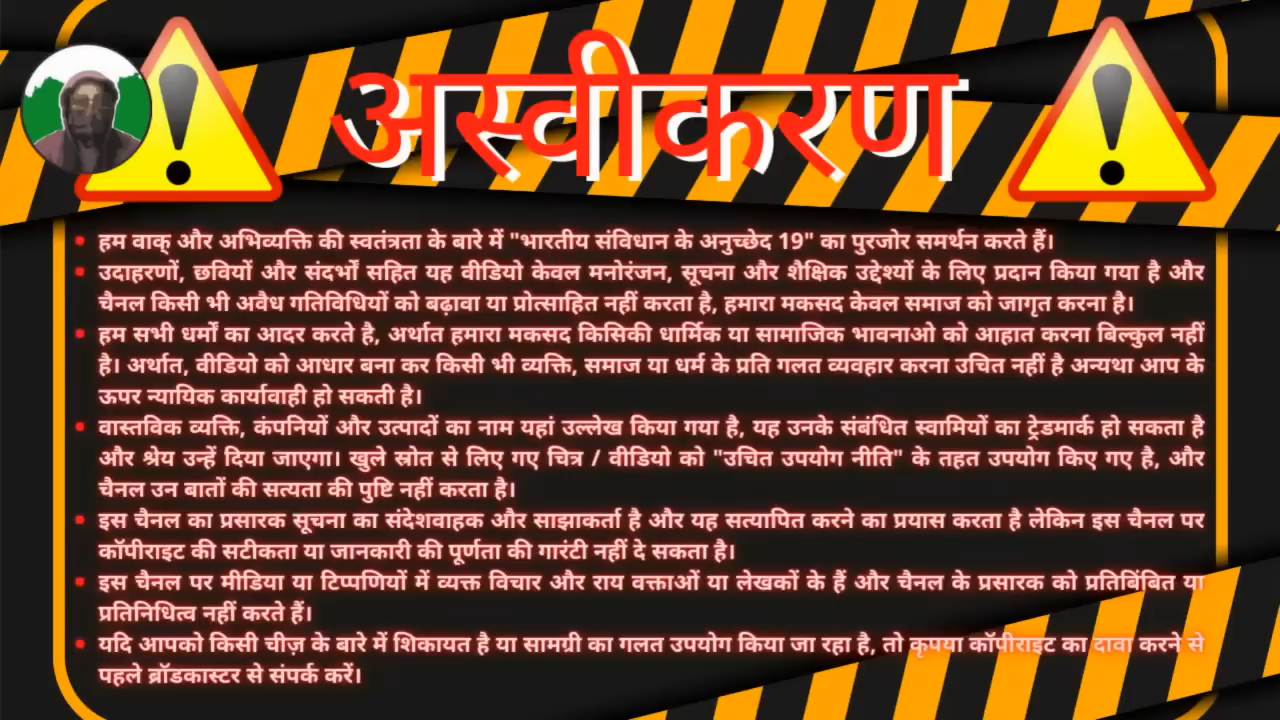 अस्वीकरण
हम वाक् और अभिव्यक्ति की स्वतंत्रता के बारे में "भारतीय संविधान के अनुच्छेद 19" का पुरजोर समर्थन करते हैं।
उदाहरणों, छवियों और संदर्भों सहित यह वीडियो केवल मनोरंजन, सूचना और शैक्षिक उद्देश्यों के लिए प्रदान किया गया है और
चैनल किसी भी अवैध गतिविधियों को बढ़ावा या प्रोत्साहित नहीं करता है, हमारा मकसद केवल समाज को जागृत करना है।
हम सभी धर्मों का आदर करते है, अर्थात हमारा मकसद किसिकी धार्मिक या सामाजिक भावनाओ को आहात करना बिल्कुल नहीं
है। अर्थात, वीडियो को आधार बना कर किसी भी व्यक्ति, समाज या धर्म के प्रति गलत व्यवहार करना उचित नहीं है अन्यथा आप के
ऊपर न्यायिक कार्यावाही हो सकती है।
वास्तविक व्यक्ति, कंपनियों और उत्पादों का नाम यहां उल्लेख किया गया है, यह उनके संबंधित स्वामियों का ट्रेडमार्क हो सकता है
और श्रेय उन्हें दिया जाएगा। खुले स्रोत से लिए गए चित्र / वीडियो को "उचित उपयोग नीति" के तहत उपयोग किए गए है, और
चैनल उन बातों की सत्यता की पुष्टि नहीं करता है।
इस चैनल का प्रसारक सूचना का संदेशवाहक और साझाकर्ता है और यह सत्यापित करने का प्रयास करता है लेकिन इस चैनल पर
कॉपीराइट की सटीकता या जानकारी की पूर्णता की गारंटी नहीं दे सकता है।
इस चैनल पर मीडिया या टिप्पणियों में व्यक्त विचार और राय वक्ताओं या लेखकों के हैं और चैनल के प्रसारक को प्रतिबिंबित या
प्रतिनिधित्व नहीं करते हैं।
यदि आपको किसी चीज़ के बारे में शिकायत है या सामग्री का गलत उपयोग किया जा रहा है, तो कृपया कॉपीराइट का दावा करने से
पहले ब्रॉडकास्टर से संपर्क करें।